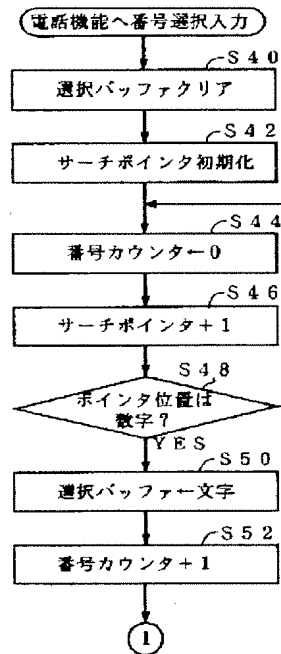 電話機能へ番号選択入力
S40
選択バッファクリア
S42
サーチポインタ初期化
S44
番号カウンタ←0
S46
サーチポインタ+1
S48
ポインタ位置は
数字?
YES
S50
選択バッファ←文字
S52
番号カウンタ+1
1